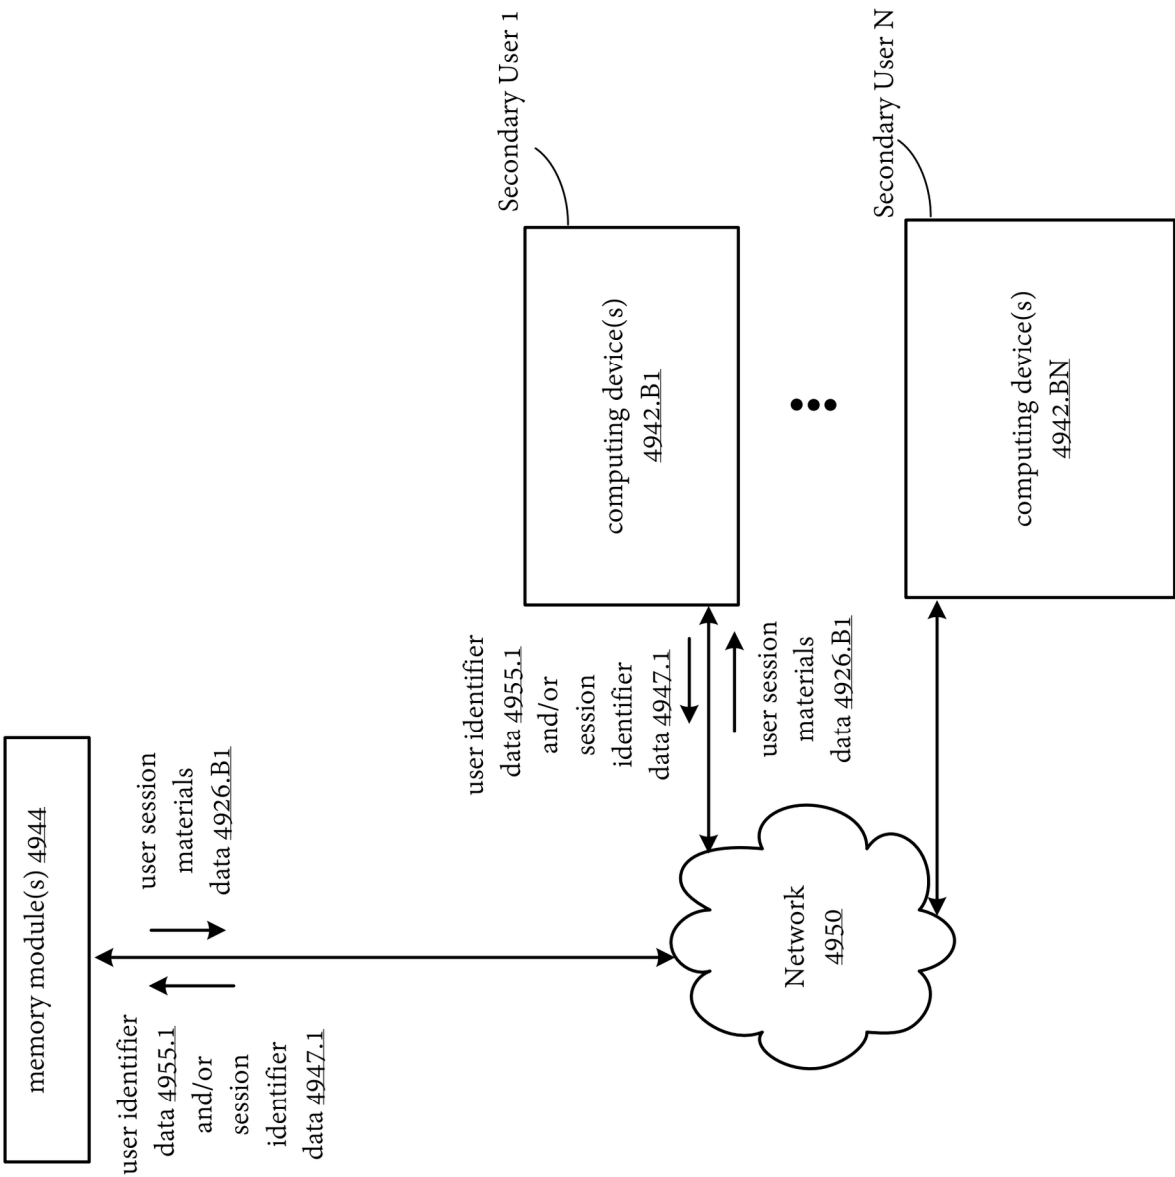 memory module(s) 4944
user identifier
data 4955.1
and/or
session
identifier
data 4947.1
user session
materials
data 4926.B1
Network
4950
user identifier
data 4955.1
and/or
session
identifier
data 4947.1
user session
materials
data 4926.B1
computing device(s)
4942.B1
Secondary User 1
computing device(s)
4942.BN
Secondary User N